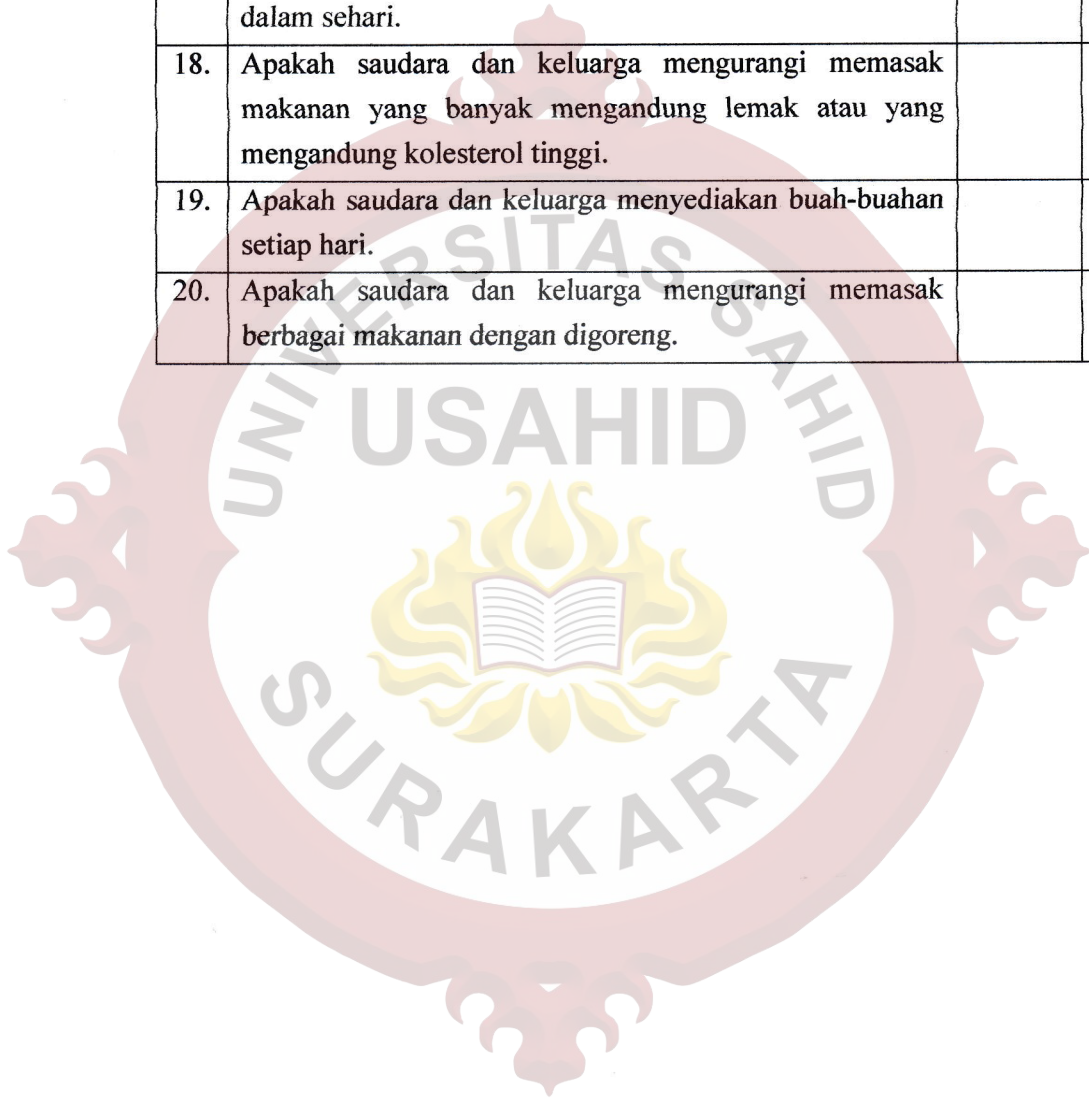 dalam sehari.
18. Apakah saudara dan keluarga mengurangi memasak
makanan yang banyak mengandung lemak atau yang
mengandung kolesterol tinggi.
19. Apakah saudara dan keluarga menyediakan buah-buahan
setiap hari.
20. Apakah saudara dan keluarga mengurangi memasak
berbagai makanan dengan digoreng.
UNIVERSITAS SAHID
USAHID
SURAKARTA